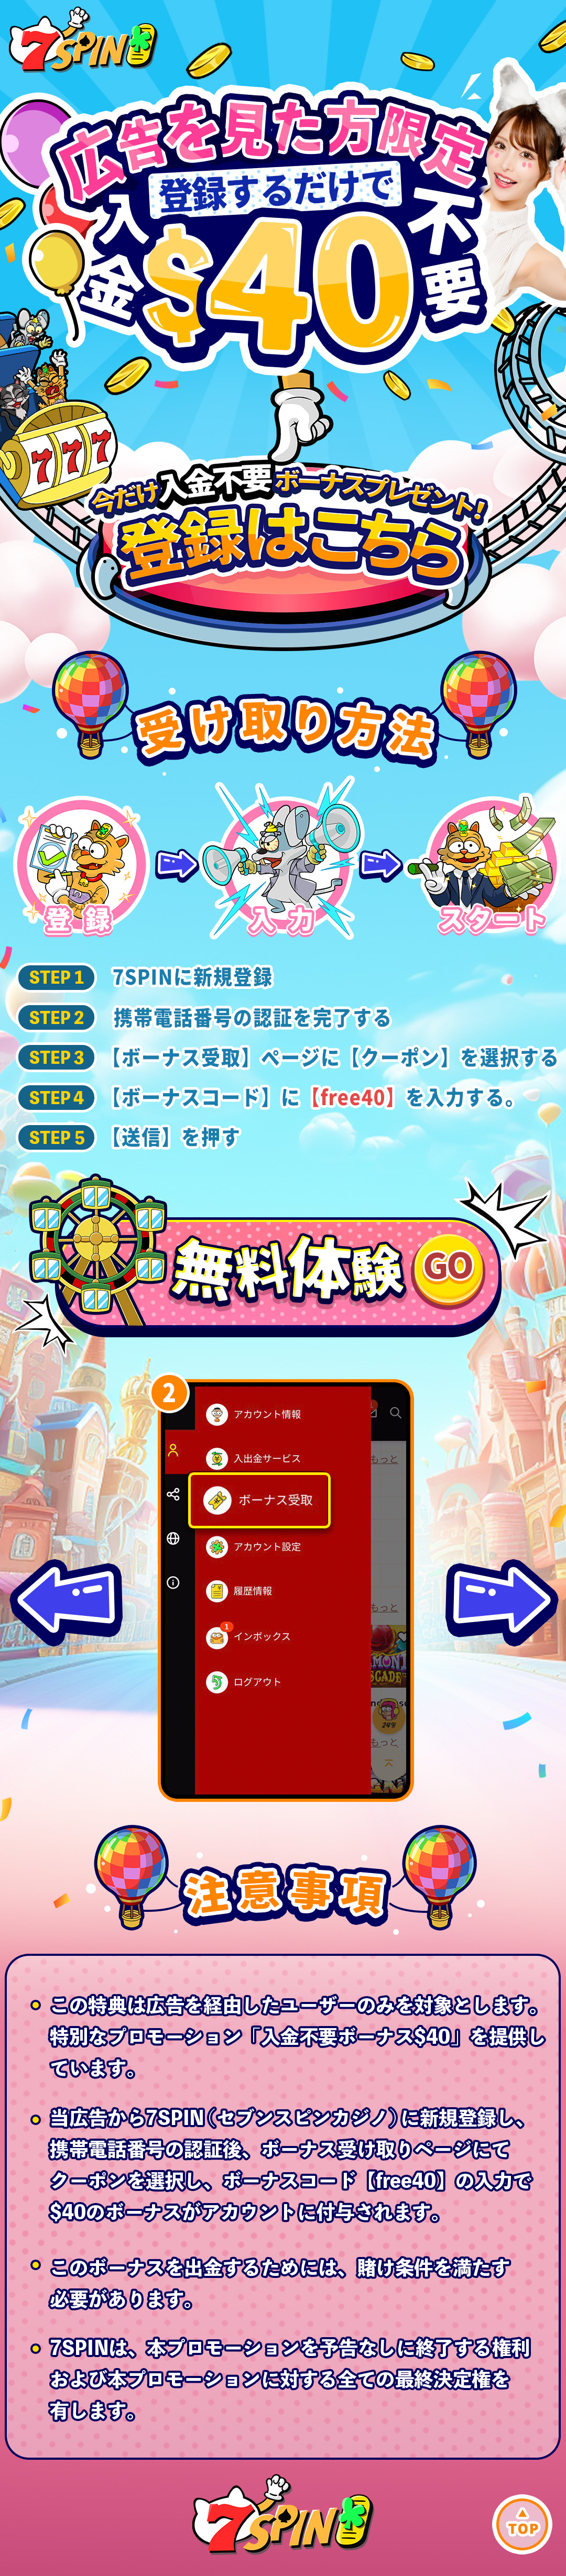 7SPIN
広告を見た方限定
登録するだけで
入金
$40
不要
777
今だけ入金不要ボーナスプレゼント!
登録はこちら
受け取り方法
登録
入力
スタート
STEP 1 7SPINに新規登録
STEP 2 携帯電話番号の認証を完了する
STEP 3 【ボーナス受取】ページに【クーポン】を選択する
STEP 4 【ボーナスコード】に【free40】を入力する。
STEP 5 【送信】を押す
無料体験 GO
2
アカウント情報
入出金サービス
もっと
ボーナス受取
アカウント設定
履歴情報
もっと
1
インボックス
ログアウト
もっと
注意事項
この特典は広告を経由したユーザーのみを対象とします。
特別なプロモーション「入金不要ボーナス$40」を提供し
ています。
当広告から7SPIN(セブンスピンカジノ)に新規登録し、
携帯電話番号の認証後、ボーナス受け取りページにて
クーポンを選択し、ボーナスコード【free40】の入力で
$40のボーナスがアカウントに付与されます。
このボーナスを出金するためには、賭け条件を満たす
必要があります。
7SPINは、本プロモーションを予告なしに終了する権利
および本プロモーションに対する全ての最終決定権を
有します。
7SPIN
TOP